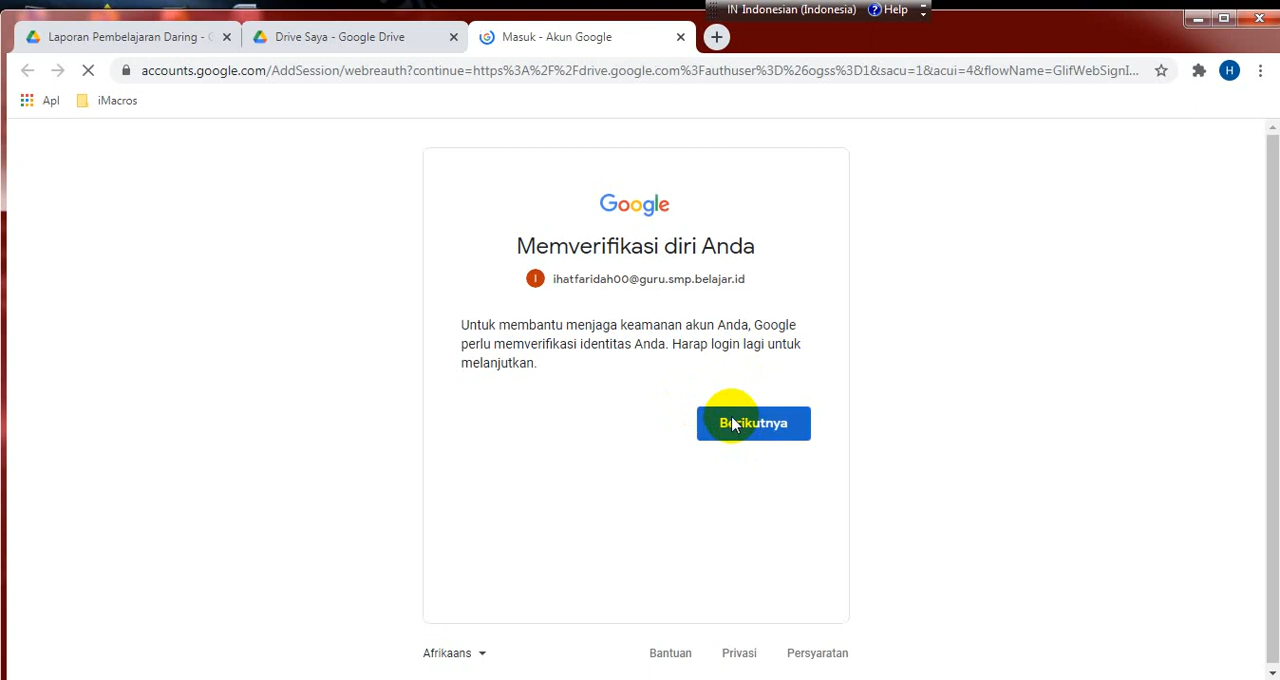 IN Indonesian (Indonesia) ? Help
Laporan Pembelajaran Daring -
Drive Saya - Google Drive
Masuk - Akun Google
accounts.google.com/AddSession/webreauth?continue=https%3A%2F%2Fdrive.google.com%3Fauthuser%3D%26ogss%3D1&sacu=1&acui=4&flowName=GlifWebSignI...
H
Apl
iMacros
Google
Memverifikasi diri Anda
I ihatfaridah00@guru.smp.belajar.id
Untuk membantu menjaga keamanan akun Anda, Google
perlu memverifikasi identitas Anda. Harap login lagi untuk
melanjutkan.
Berikutnya
Afrikaans
Bantuan
Privasi
Persyaratan